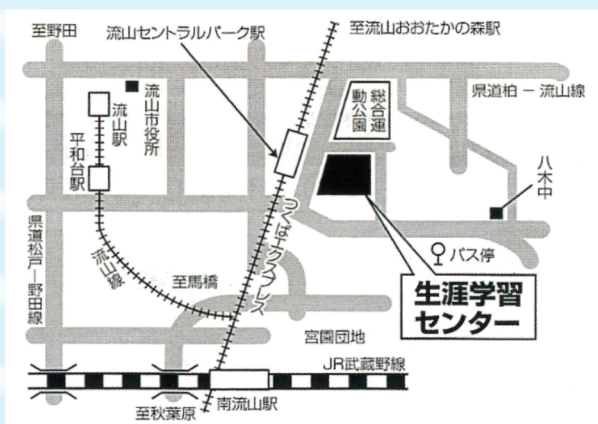 至野田
流山セントラルパーク駅
至流山おおたかの森駅
県道柏－流山線
流山駅
流山市役所
総合運
動公園
平和台駅
八木中
つくばエクスプレス
県道松戸―野田線
流山線
至馬橋
バス停
生涯学習
センター
宮園団地
JR武蔵野線
至秋葉原
南流山駅